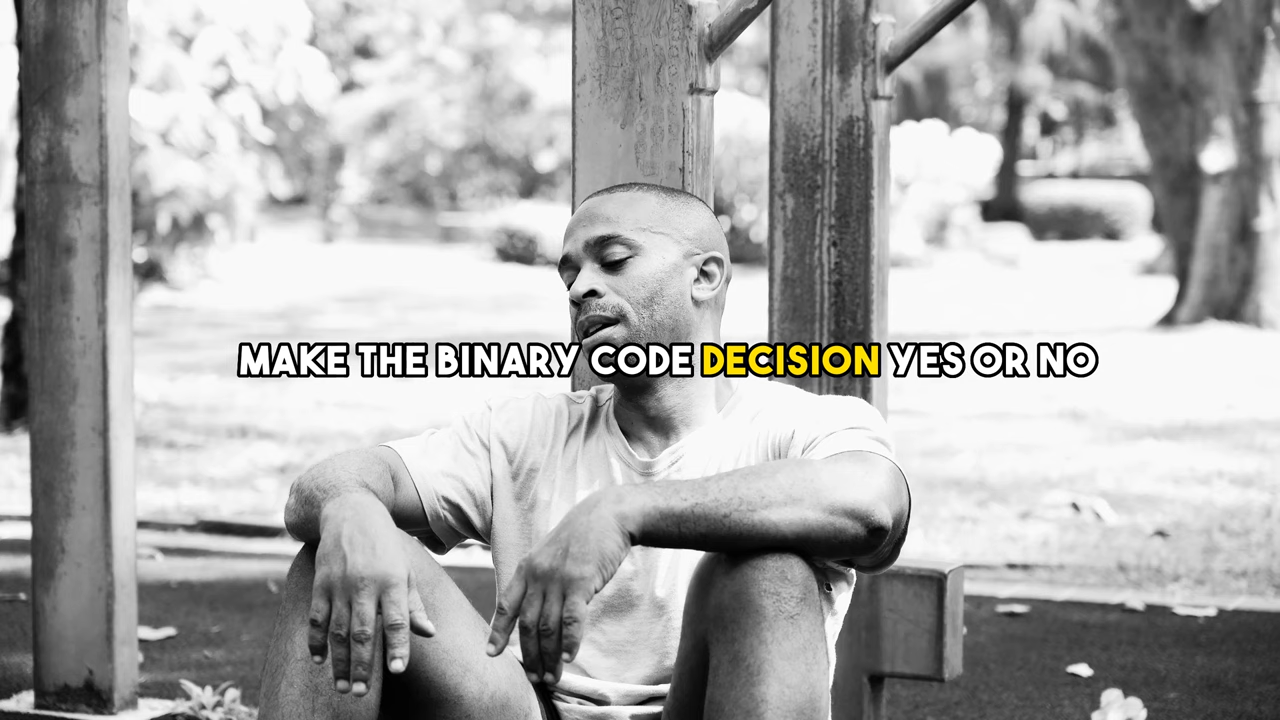 MAKE THE BINARY CODE DECISION YES OR NO